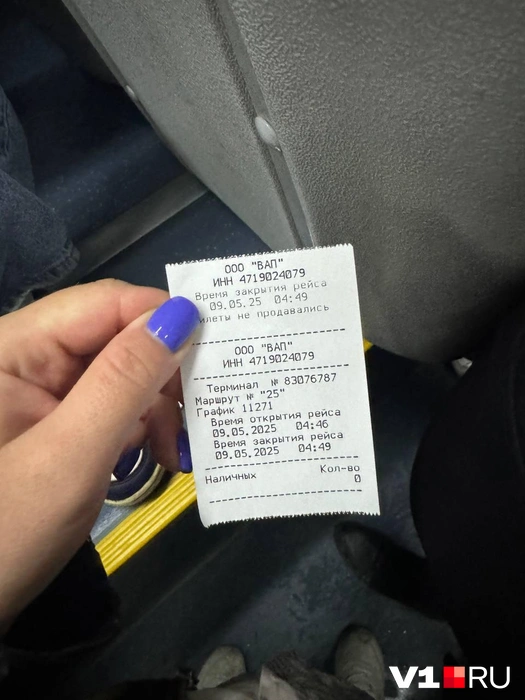 ООО "ВАП"
ИНН 4719024079
Время закрытия рейса
09.05.25 04:49
илеты не продавались
ООО "ВАП"
ИНН 4719024079
Терминал № 83076787
Маршрут № "25"
График 11271
Время открытия рейса
09.05.2025 04:46
Время закрытия рейса
09.05.2025 04:49
Кол-во
Наличных 0
V1 RU